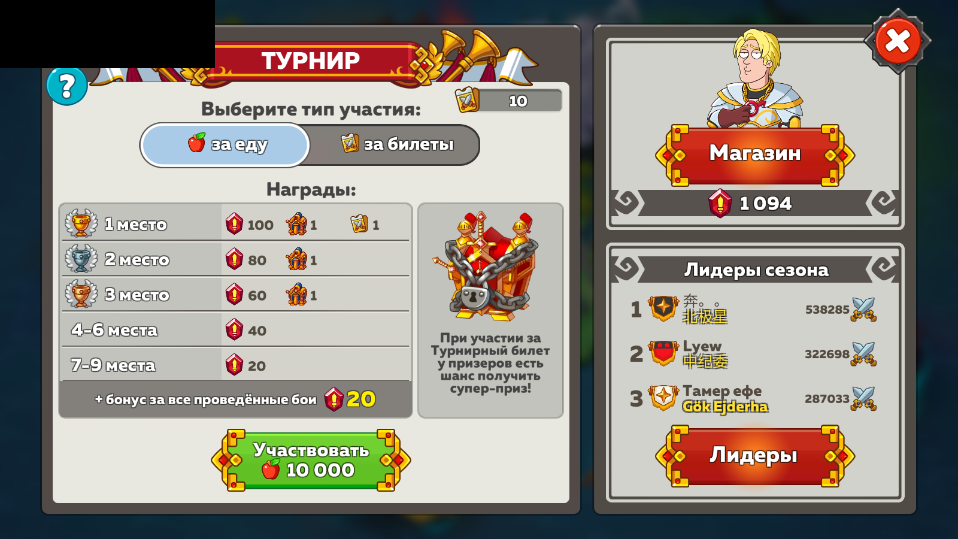 ТУРНИР
?
Выберите тип участия:
10
за еду
за билеты
Награды:
1 место 100 1 1
2 место 80 1
3 место 60 1
4-6 места 40
7-9 места 20
+ бонус за все проведённые бои 20
При участии за
Турнирный билет
у призеров есть
шанс получить
супер-приз!
Участвовать
10 000
Магазин
1 094
Лидеры сезона
1 奔。。 538285
北极星
2 Lyew 322698
中纪委
3 Тамер ефе 287033
Gök Ejderha
Лидеры